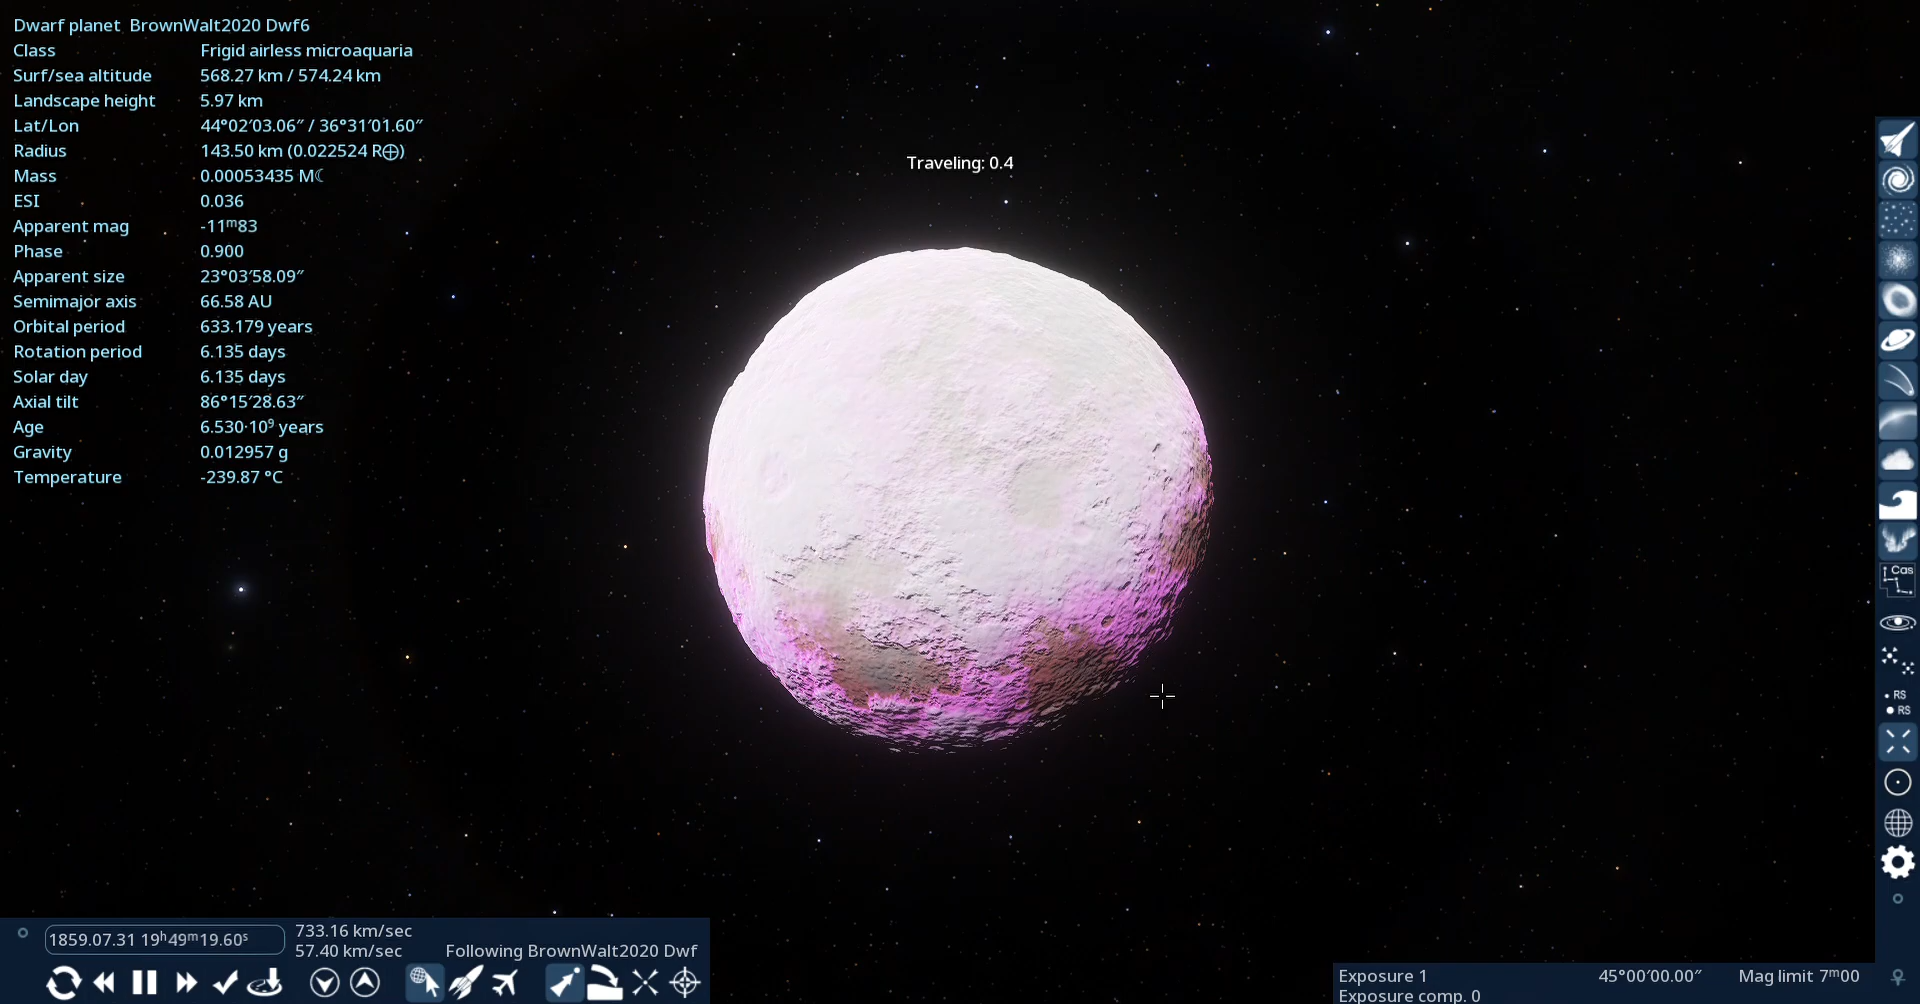 Dwarf planet BrownWalt2020 Dwf6
Class Frigid airless microaquaria
Surf/sea altitude 568.27 km / 574.24 km
Landscape height 5.97 km
Lat/Lon 44°02′03.06″ / 36°31′01.60″
Radius 143.50 km (0.022524 R⊕)
Mass 0.00053435 M☾
ESI 0.036
Apparent mag -11ᵐ83
Phase 0.900
Apparent size 23°03′58.09″
Semimajor axis 66.58 AU
Orbital period 633.179 years
Rotation period 6.135 days
Solar day 6.135 days
Axial tilt 86°15′28.63″
Age 6.530·10⁹ years
Gravity 0.012957 g
Temperature -239.87 °C
Traveling: 0.4
Cas
RS
RS
1859.07.31 19ʰ49ᵐ19.60ˢ
733.16 km/sec
57.40 km/sec Following BrownWalt2020 Dwf
Exposure 1 45°00′00.00″ Mag limit 7ᵐ00
Exposure comp. 0